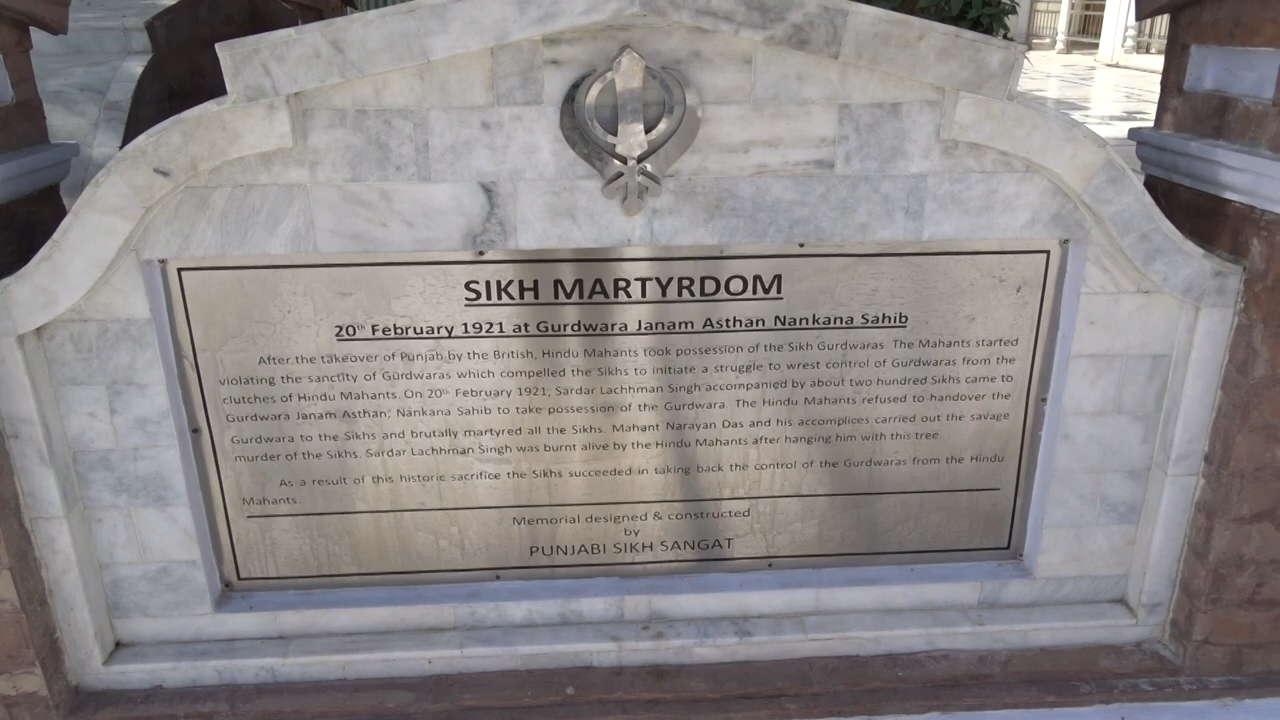 SIKH MARTYRDOM
20th February 1921 at Gurdwara Janam Asthan Nankana Sahib
After the takeover of Punjab by the British, Hindu Mahants took possession of the Sikh Gurdwaras. The Mahants started
violating the sanctity of Gurdwaras which compelled the Sikhs to initiate a struggle to wrest control of Gurdwaras from the
clutches of Hindu Mahants. On 20th February 1921, Sardar Lachhman Singh accompanied by about two hundred Sikhs came to
Gurdwara Janam Asthan, Nankana Sahib to take possession of the Gurdwara. The Hindu Mahants refused to handover the
Gurdwara to the Sikhs and brutally martyred all the Sikhs. Mahant Narayan Das and his accomplices carried out the savage
murder of the Sikhs. Sardar Lachhman Singh was burnt alive by the Hindu Mahants after hanging him with this tree
As a result of this historic sacrifice the Sikhs succeeded in taking back the control of the Gurdwaras from the Hindu
Mahants.
Memorial designed & constructed
by
PUNJABI SIKH SANGAT